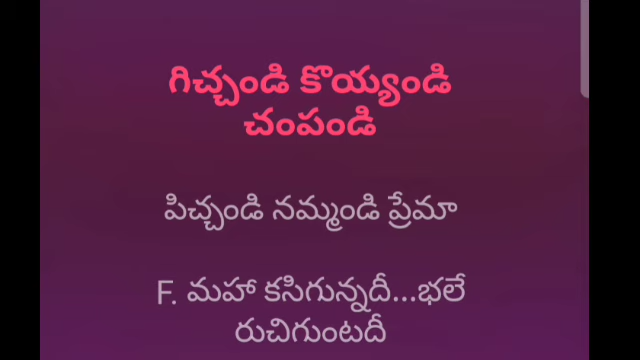 గిచ్చండి కొయ్యండి
చంపండి
పిచ్చండి నమ్మండి ప్రేమా
F. మహా కసిగున్నదీ...భలే
రుచిగుంటదీ